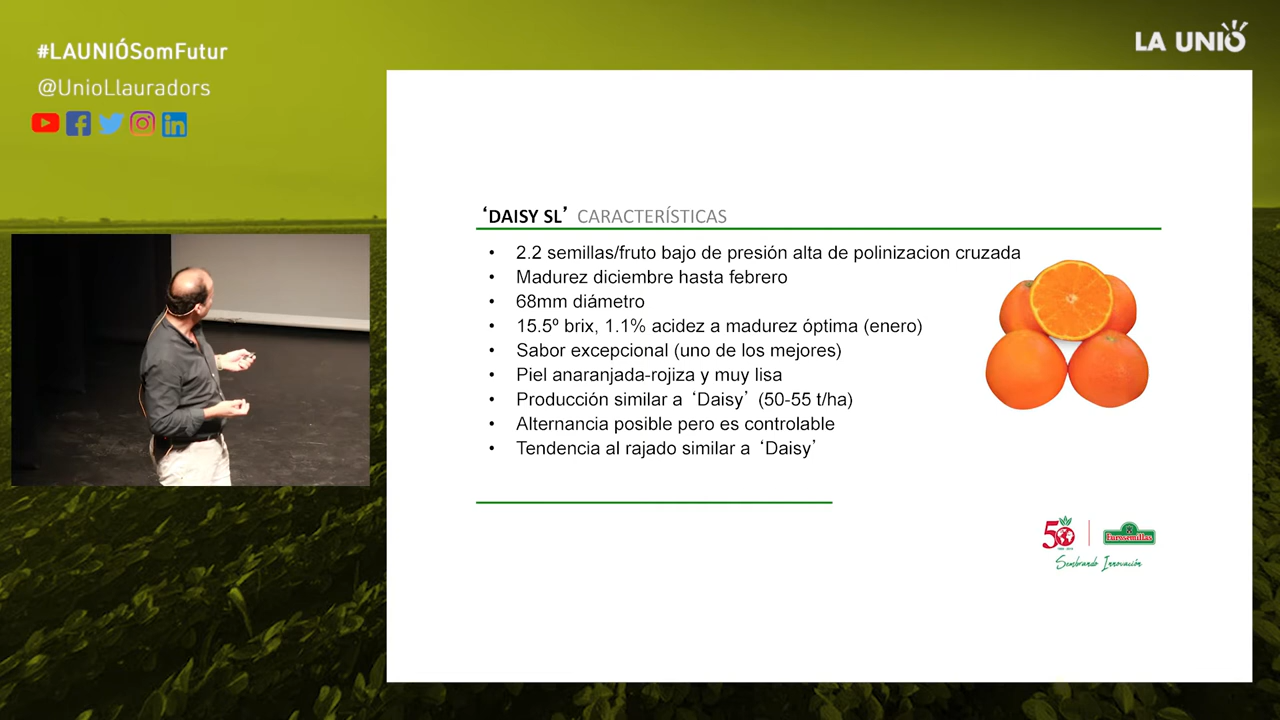 #LAUNIÓSomFutur
@UnioLlauradors
LA UNIÓ
‘DAISY SL’ CARACTERÍSTICAS
• 2.2 semillas/fruto bajo de presión alta de polinizacion cruzada
• Madurez diciembre hasta febrero
• 68mm diámetro
• 15.5º brix, 1.1% acidez a madurez óptima (enero)
• Sabor excepcional (uno de los mejores)
• Piel anaranjada-rojiza y muy lisa
• Producción similar a ‘Daisy’ (50-55 t/ha)
• Alternancia posible pero es controlable
• Tendencia al rajado similar a ‘Daisy’
50
Eurosemillas
Sembrando Innovación